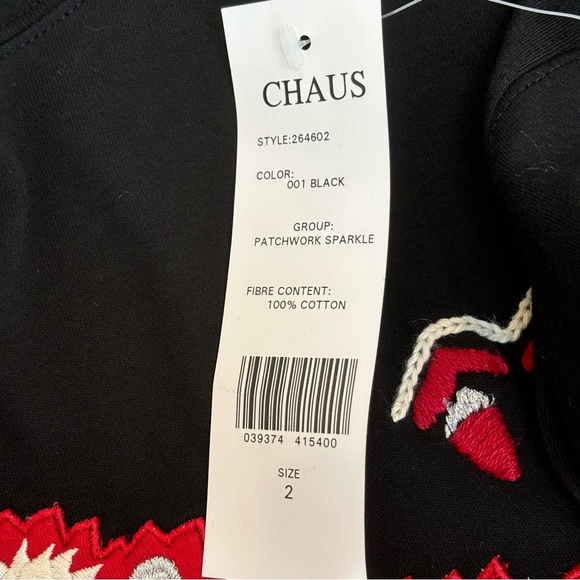 CHAUS
STYLE:264602
COLOR:
001 BLACK
GROUP:
PATCHWORK SPARKLE
FIBRE CONTENT:
100% COTTON
039374 415400
SIZE
2